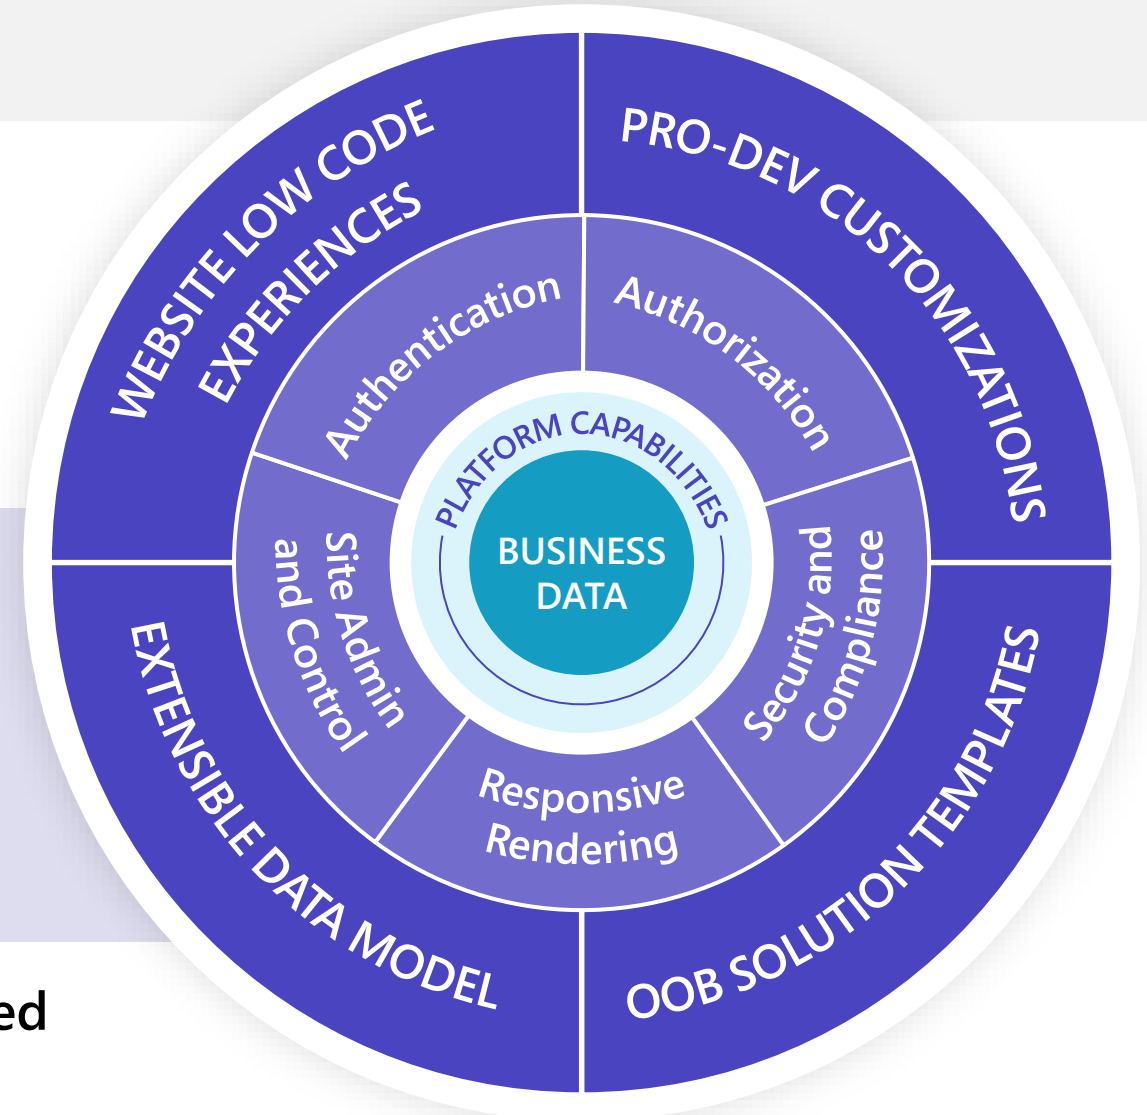 WEBSITE LOW CODE
EXPERIENCES
PRO-DEV CUSTOMIZATIONS
Authentication
Authorization
PLATFORM CAPABILITIES
BUSINESS
DATA
Site Admin
and Control
Security and
Compliance
Responsive
Rendering
EXTENSIBLE DATA MODEL
OOB SOLUTION TEMPLATES
ed